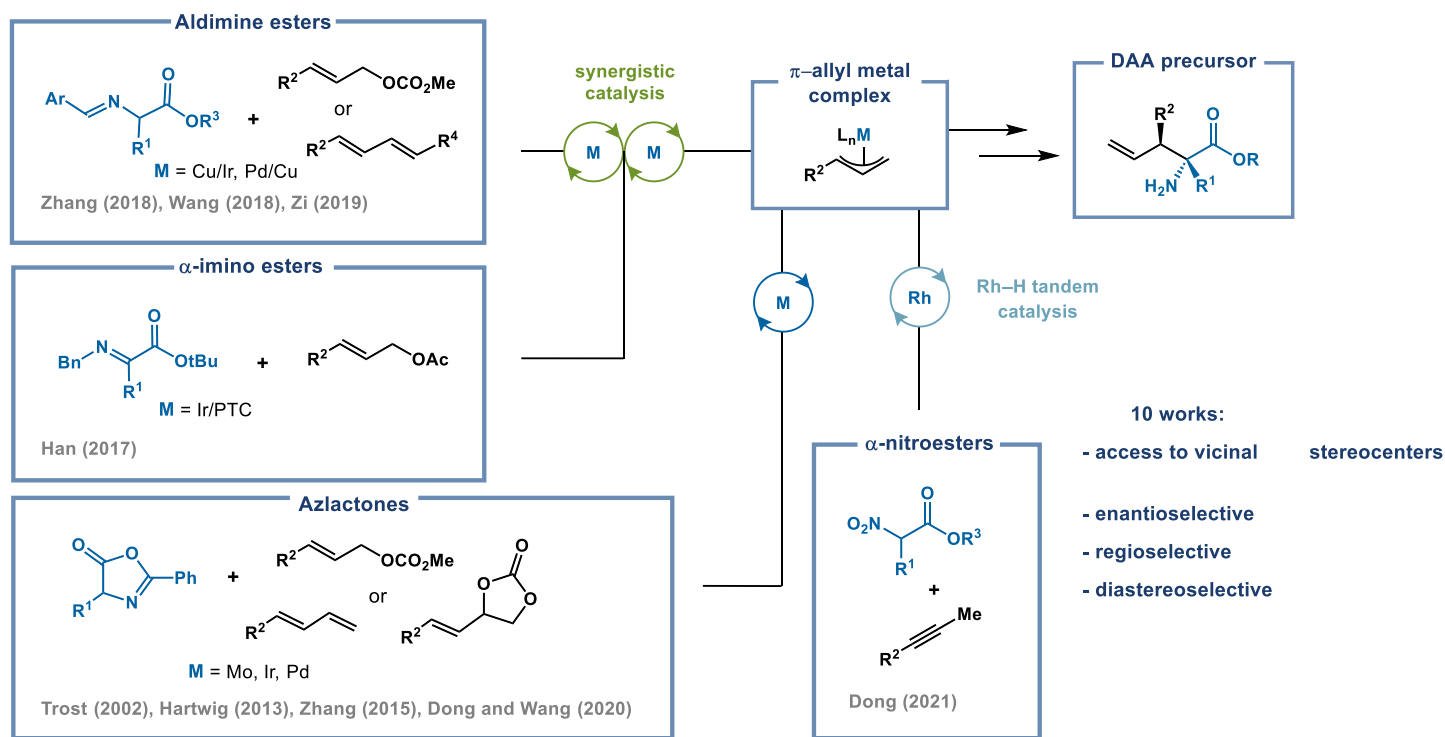 Aldimine esters
Ar
N
O
OR³
R¹
+
R²
OCO₂Me
or
R²
R⁴
M = Cu/Ir, Pd/Cu
Zhang (2018), Wang (2018), Zi (2019)
synergistic
catalysis
M
M
π–allyl metal
complex
LnM
R²
DAA precursor
R²
O
OR
H₂N
R¹
α-imino esters
Bn
N
O
OtBu
R¹
+
R²
OAc
M = Ir/PTC
Han (2017)
M
Rh
Rh–H tandem
catalysis
Azlactones
O
O
N
Ph
R¹
+
R²
OCO₂Me
or
R²
O
O
O
R²
M = Mo, Ir, Pd
Trost (2002), Hartwig (2013), Zhang (2015), Dong and Wang (2020)
α-nitroesters
O₂N
O
OR³
R¹
+
Me
R²
Dong (2021)
10 works:
- access to vicinal stereocenters
- enantioselective
- regioselective
- diastereoselective